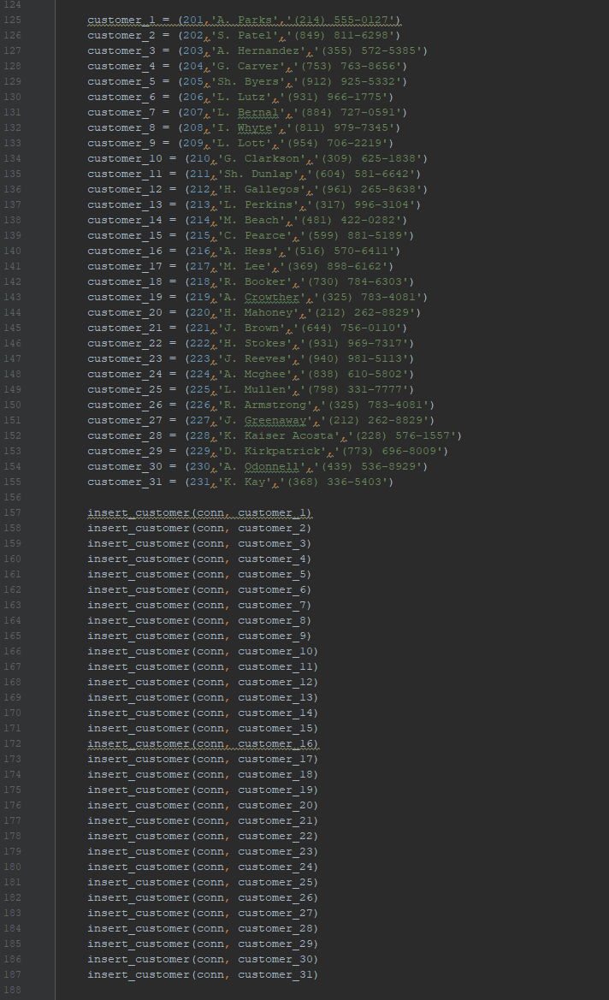 124
125 customer_1 = (201,'A. Parks','(214) 555-0127')
126 customer_2 = (202,'S. Patel','(849) 811-6298')
127 customer_3 = (203,'A. Hernandez','(355) 572-5385')
128 customer_4 = (204,'G. Carver','(753) 763-8656')
129 customer_5 = (205,'Sh. Byers','(912) 925-5332')
130 customer_6 = (206,'L. Lutz','(931) 966-1775')
131 customer_7 = (207,'L. Bernal','(884) 727-0591')
132 customer_8 = (208,'I. Whyte','(811) 979-7345')
133 customer_9 = (209,'L. Lott','(954) 706-2219')
134 customer_10 = (210,'G. Clarkson','(309) 625-1838')
135 customer_11 = (211,'Sh. Dunlap','(604) 581-6642')
136 customer_12 = (212,'H. Gallegos','(961) 265-8638')
137 customer_13 = (213,'L. Perkins','(317) 996-3104')
138 customer_14 = (214,'M. Beach','(481) 422-0282')
139 customer_15 = (215,'C. Pearce','(599) 881-5189')
140 customer_16 = (216,'A. Hess','(516) 570-6411')
141 customer_17 = (217,'M. Lee','(369) 898-6162')
142 customer_18 = (218,'R. Booker','(730) 784-6303')
143 customer_19 = (219,'A. Crowther','(325) 783-4081')
144 customer_20 = (220,'H. Mahoney','(212) 262-8829')
145 customer_21 = (221,'J. Brown','(644) 756-0110')
146 customer_22 = (222,'H. Stokes','(931) 969-7317')
147 customer_23 = (223,'J. Reeves','(940) 981-5113')
148 customer_24 = (224,'A. Mcghee','(838) 610-5802')
149 customer_25 = (225,'L. Mullen','(798) 331-7777')
150 customer_26 = (226,'R. Armstrong','(325) 783-4081')
151 customer_27 = (227,'J. Greenaway','(212) 262-8829')
152 customer_28 = (228,'K. Kaiser Acosta','(228) 576-1557')
153 customer_29 = (229,'D. Kirkpatrick','(773) 696-8009')
154 customer_30 = (230,'A. Odonnell','(439) 536-8929')
155 customer_31 = (231,'K. Kay','(368) 336-5403')
156
157 insert_customer(conn, customer_1)
158 insert_customer(conn, customer_2)
159 insert_customer(conn, customer_3)
160 insert_customer(conn, customer_4)
161 insert_customer(conn, customer_5)
162 insert_customer(conn, customer_6)
163 insert_customer(conn, customer_7)
164 insert_customer(conn, customer_8)
165 insert_customer(conn, customer_9)
166 insert_customer(conn, customer_10)
167 insert_customer(conn, customer_11)
168 insert_customer(conn, customer_12)
169 insert_customer(conn, customer_13)
170 insert_customer(conn, customer_14)
171 insert_customer(conn, customer_15)
172 insert_customer(conn, customer_16)
173 insert_customer(conn, customer_17)
174 insert_customer(conn, customer_18)
175 insert_customer(conn, customer_19)
176 insert_customer(conn, customer_20)
177 insert_customer(conn, customer_21)
178 insert_customer(conn, customer_22)
179 insert_customer(conn, customer_23)
180 insert_customer(conn, customer_24)
181 insert_customer(conn, customer_25)
182 insert_customer(conn, customer_26)
183 insert_customer(conn, customer_27)
184 insert_customer(conn, customer_28)
185 insert_customer(conn, customer_29)
186 insert_customer(conn, customer_30)
187 insert_customer(conn, customer_31)
188